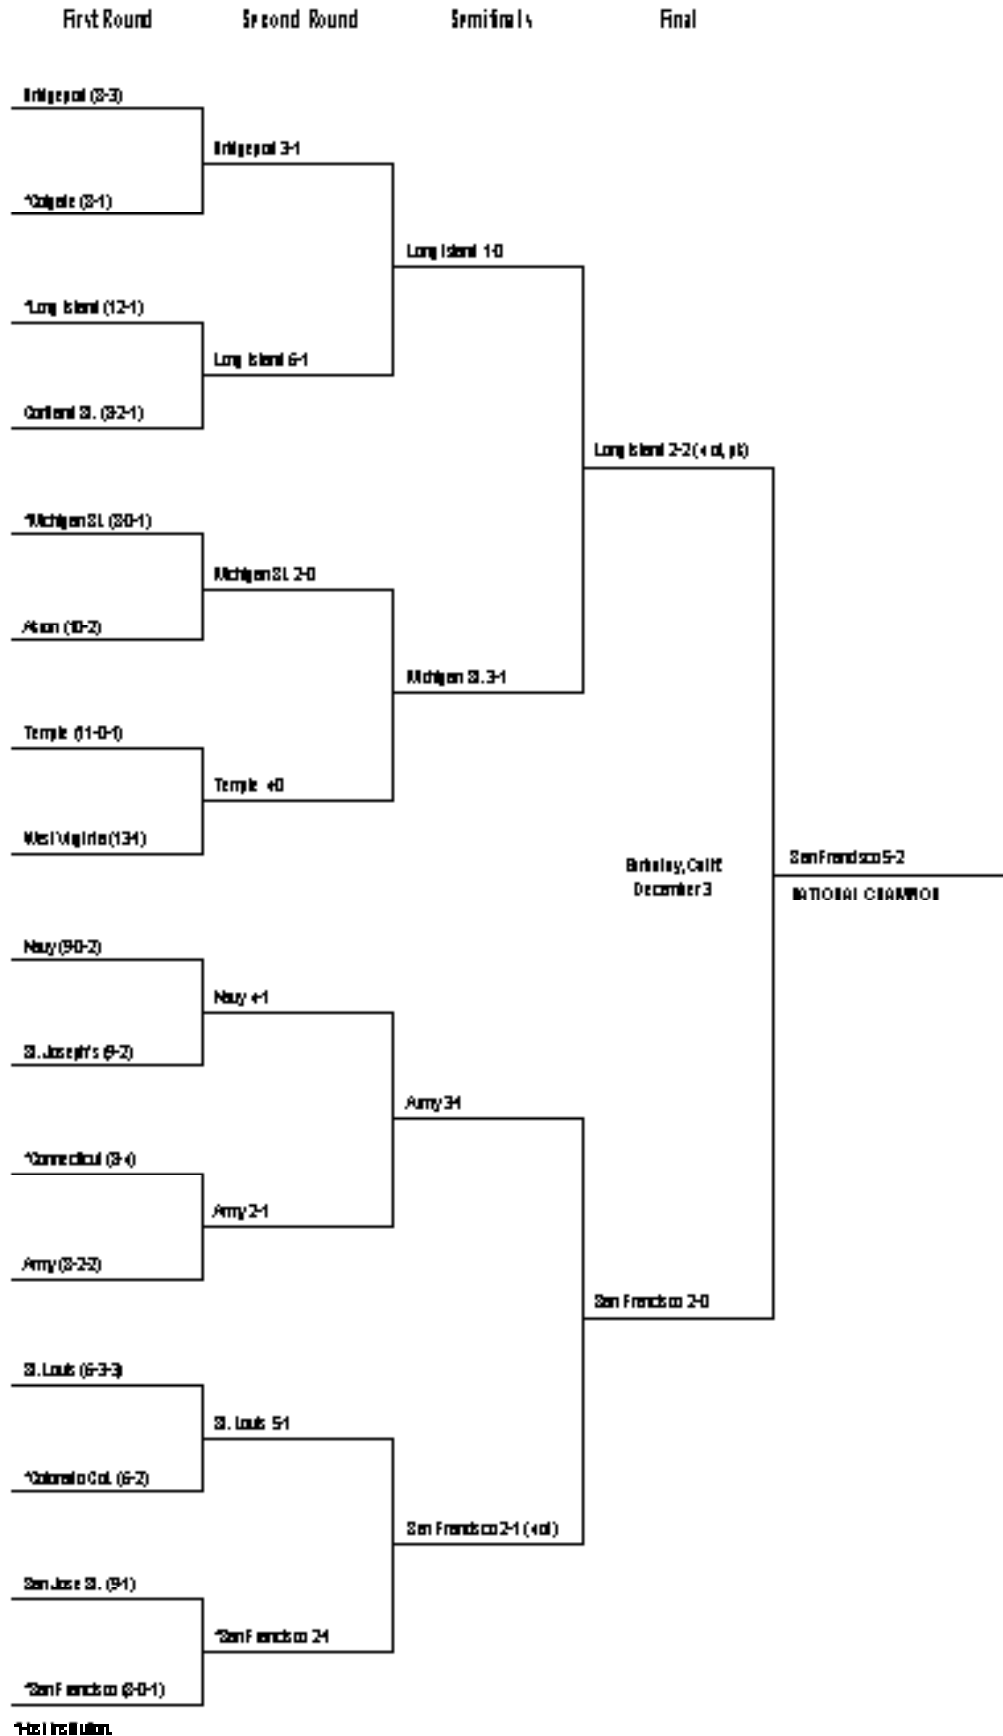 First Round Second Round Semifinals Final
Bridgeport (8-3)
Bridgeport 3-1
*Colgate (8-1)
Long Island 1-0
*Long Island (12-1)
Long Island 6-1
Cortland St. (8-2-1)
Long Island 2-2 (4 ot, pk)
*Michigan St. (8-0-1)
Michigan St. 2-0
Akron (10-2)
Michigan St. 3-1
Temple (11-0-1)
Temple 4-0
West Virginia (13-1)
San Francisco 5-2
Berkeley, Calif.
December 3
NATIONAL CHAMPION
Navy (9-0-2)
Navy 4-1
St. Joseph's (9-2)
Army 3-1
*Connecticut (8-4)
Army 2-1
Army (8-2-2)
San Francisco 2-0
St. Louis (6-3-3)
St. Louis 5-1
*Colorado Col. (6-2)
San Francisco 2-1 (4 ot)
San Jose St. (9-1)
*San Francisco 2-1
*San Francisco (8-0-1)
*Host institution.